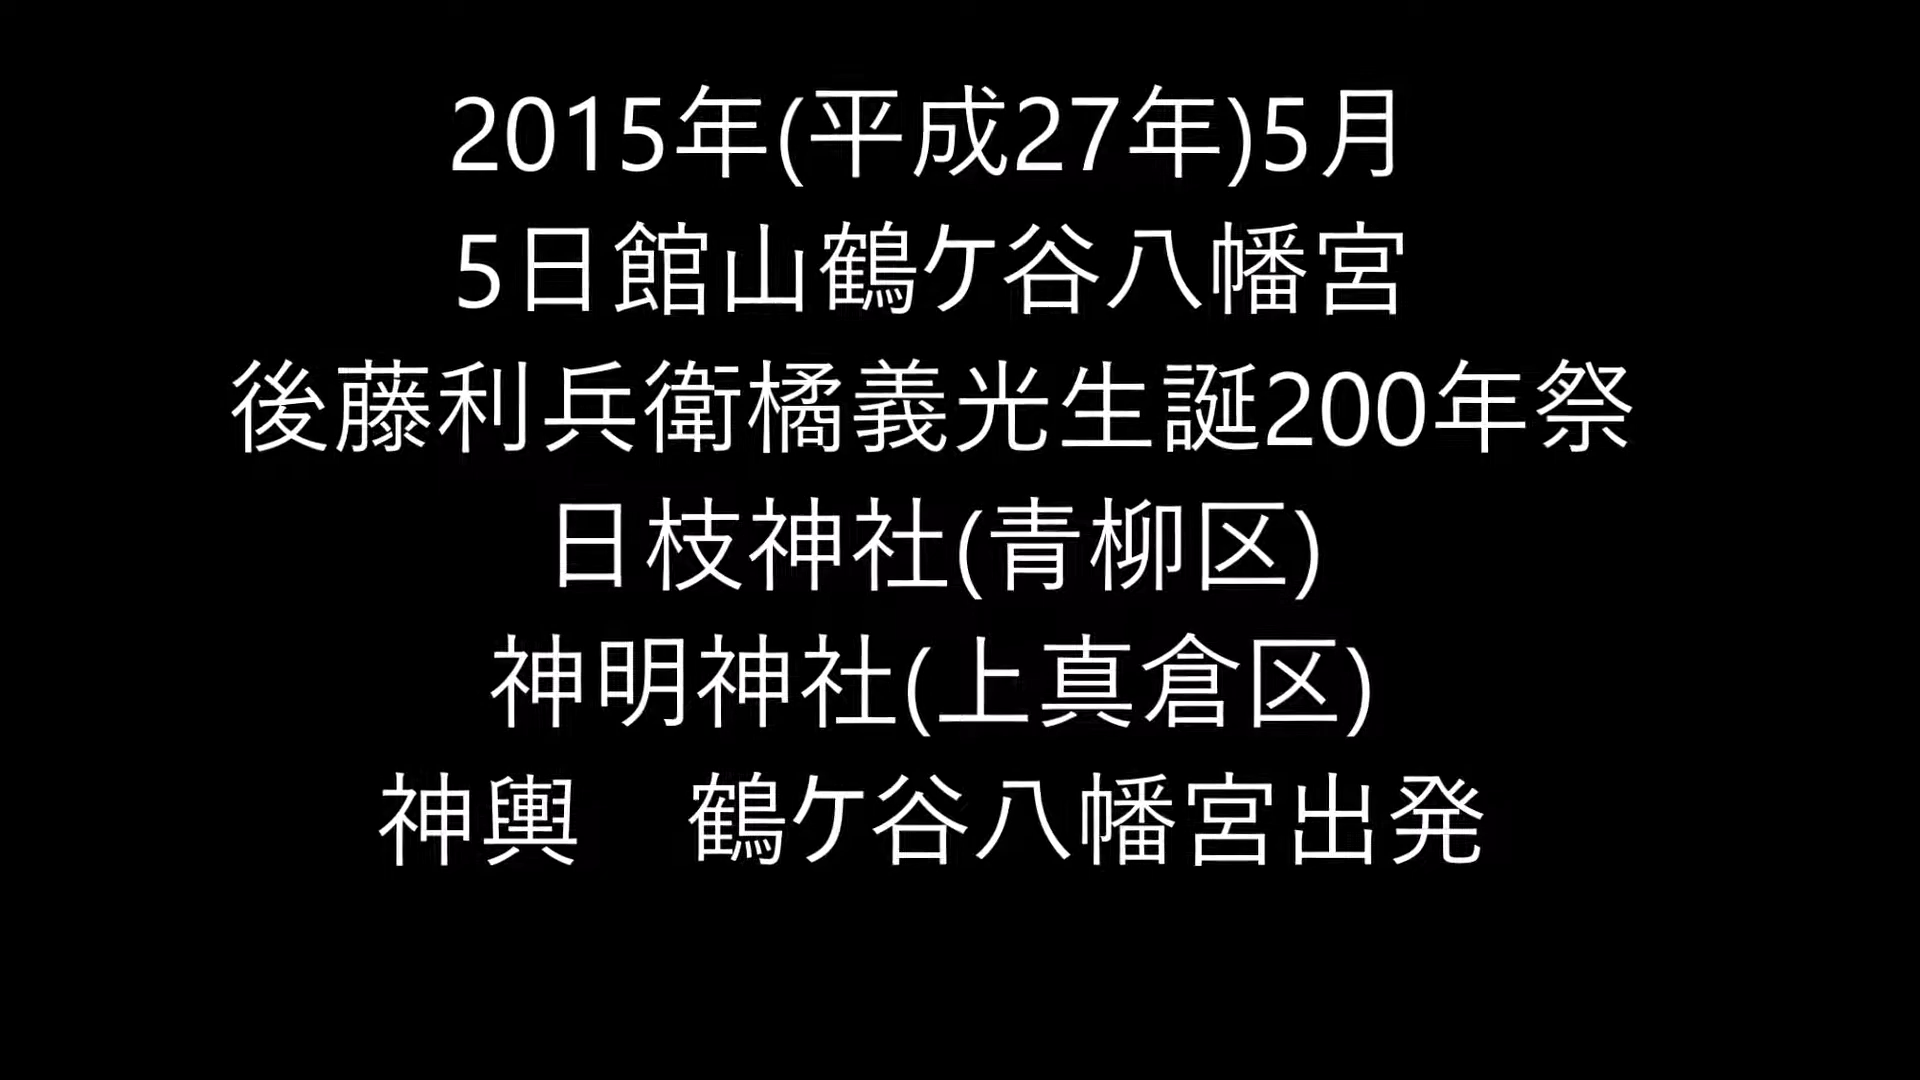 2015年(平成27年)5月
5日館山鶴ケ谷八幡宮
後藤利兵衛橘義光生誕200年祭
日枝神社(青柳区)
神明神社(上真倉区)
神輿　鶴ケ谷八幡宮出発